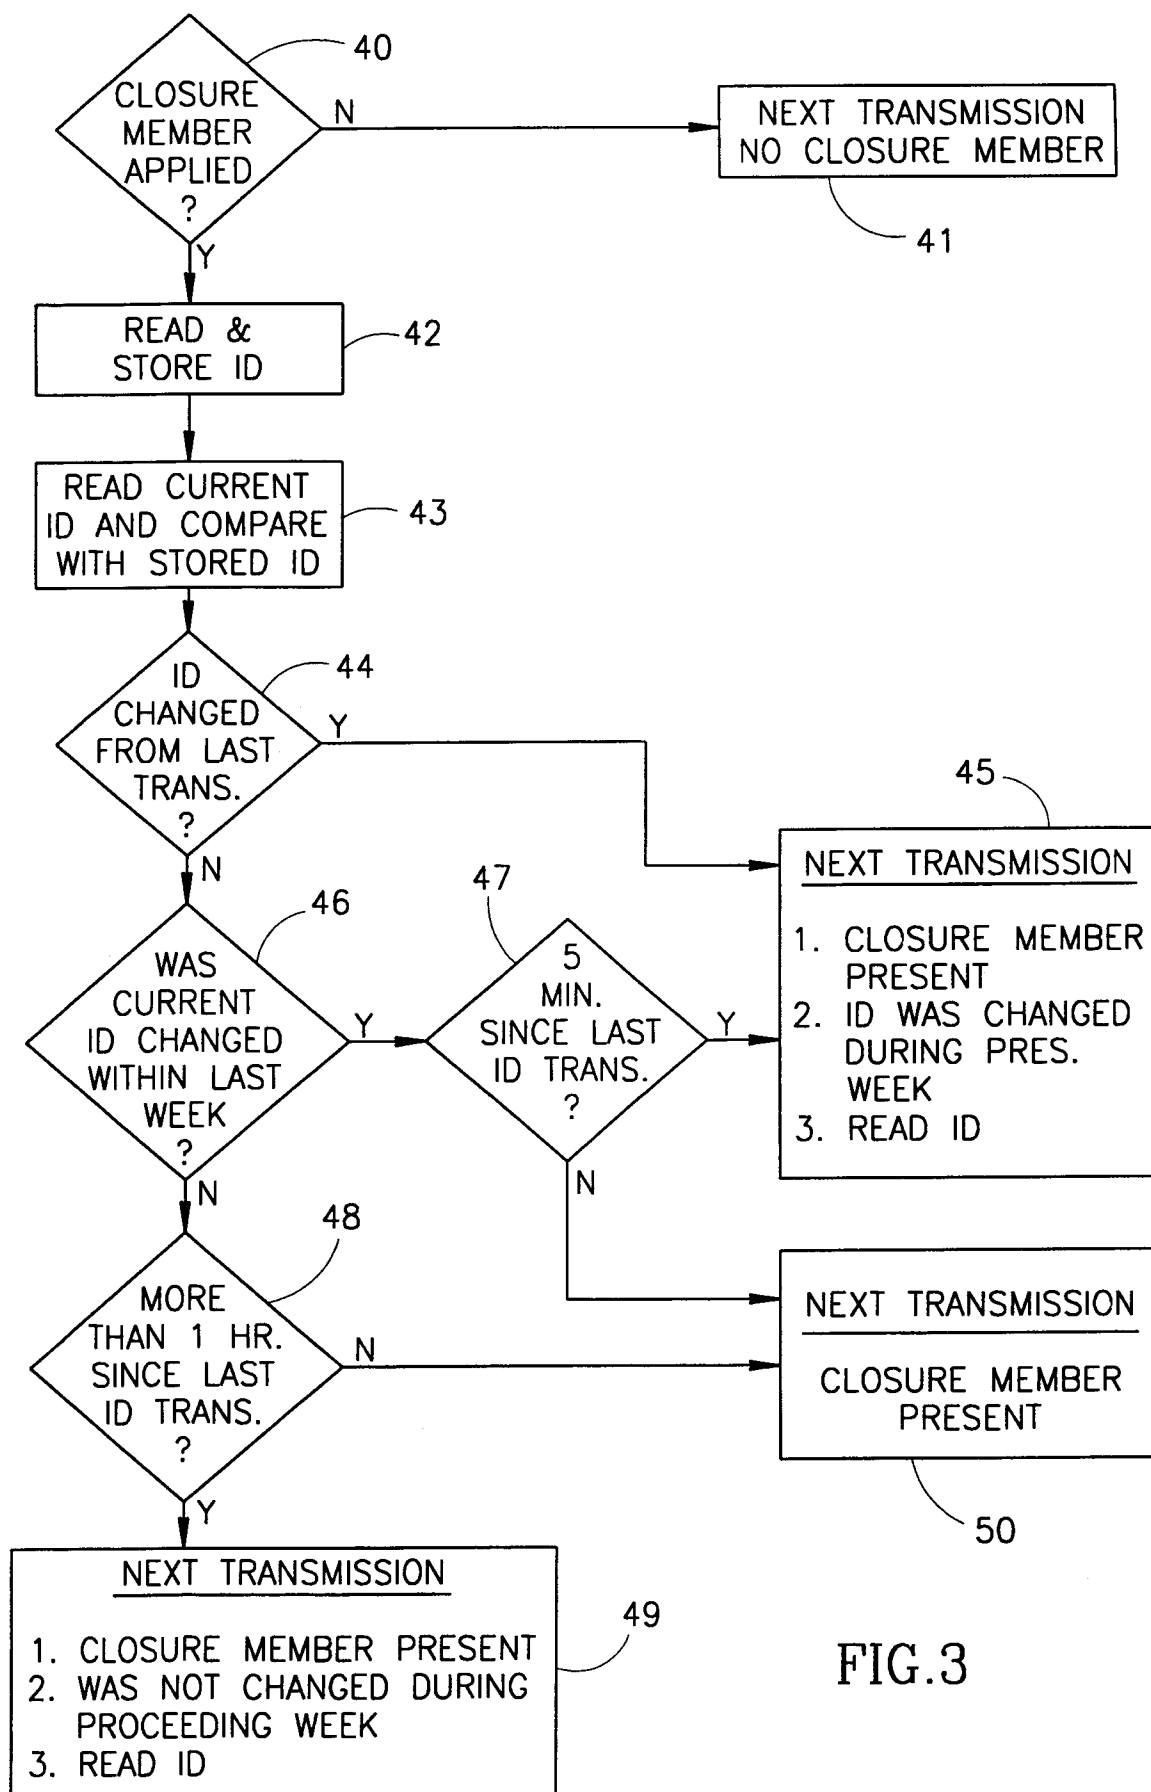 40
CLOSURE
MEMBER
APPLIED
?
N
NEXT TRANSMISSION
NO CLOSURE MEMBER
41
Y
READ &
STORE ID
42
READ CURRENT
ID AND COMPARE
WITH STORED ID
43
ID
CHANGED
FROM LAST
TRANS.
?
44
Y
45
NEXT TRANSMISSION
1. CLOSURE MEMBER
PRESENT
2. ID WAS CHANGED
DURING PRES.
WEEK
3. READ ID
N
46
WAS
CURRENT
ID CHANGED
WITHIN LAST
WEEK
?
Y
47
5
MIN.
SINCE LAST
ID TRANS.
?
Y
N
N
48
MORE
THAN 1 HR.
SINCE LAST
ID TRANS.
?
N
NEXT TRANSMISSION
CLOSURE MEMBER
PRESENT
50
Y
NEXT TRANSMISSION
1. CLOSURE MEMBER PRESENT
2. WAS NOT CHANGED DURING
PROCEEDING WEEK
3. READ ID
49
FIG.3